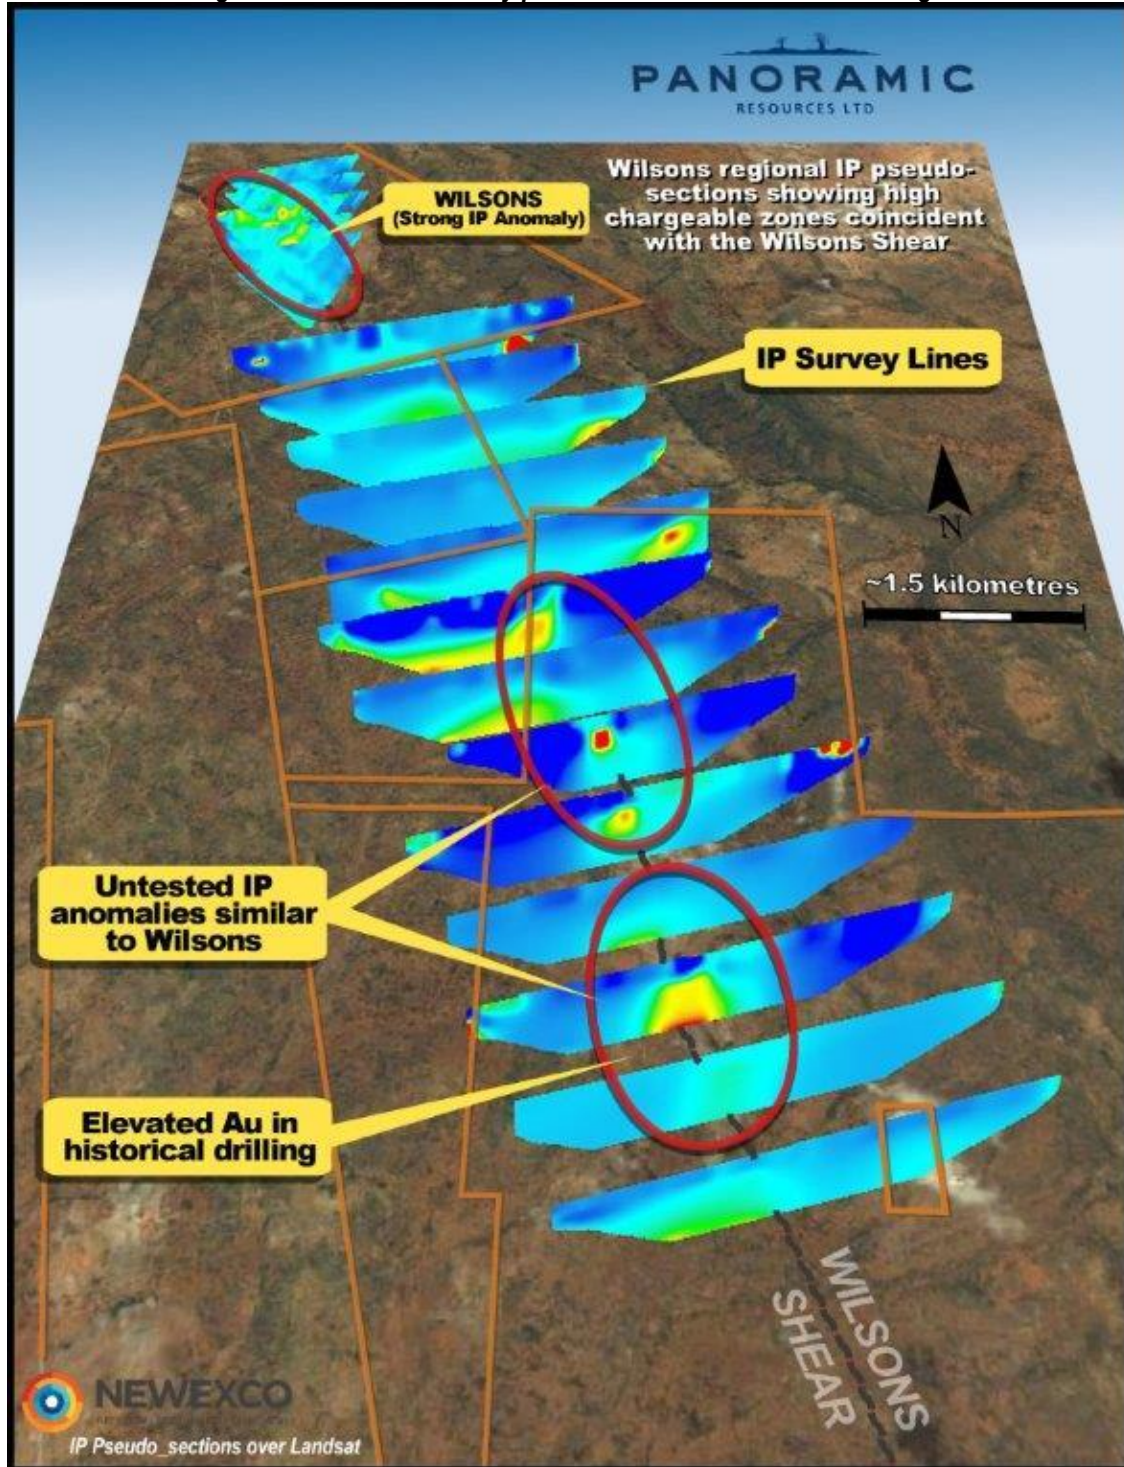 PANORAMIC
RESOURCES LTD
Wilsons regional IP pseudo-
sections showing high
chargeable zones coincident
with the Wilsons Shear
WILSONS
(Strong IP Anomaly)
IP Survey Lines
N
~1.5 kilometres
Untested IP
anomalies similar
to Wilsons
Elevated Au in
historical drilling
WILSONS
SHEAR
NEWEXCO
IP Pseudo_sections over Landsat